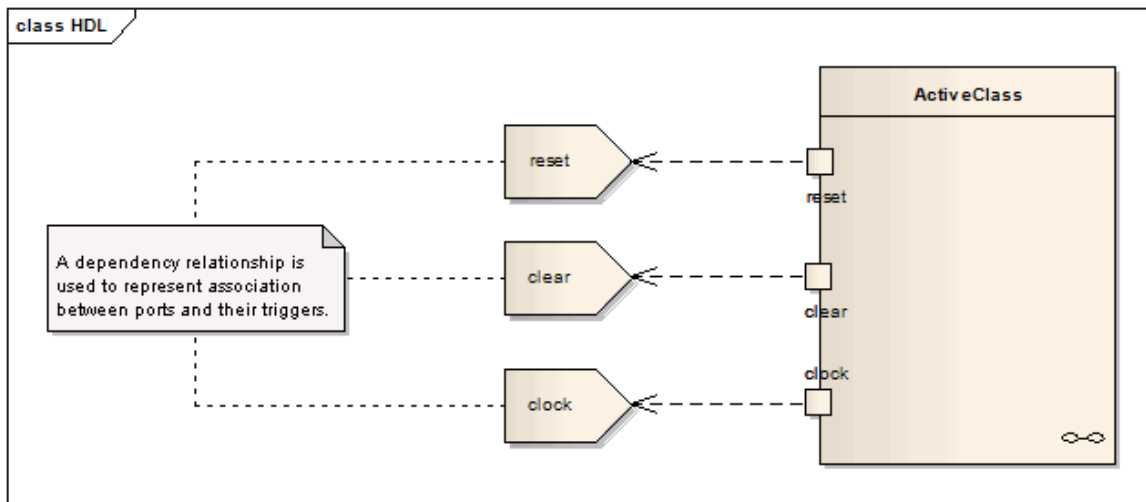 class HDL
ActiveClass
reset
reset
A dependency relationship is
used to represent association
between ports and their triggers.
clear
clear
clock
clock